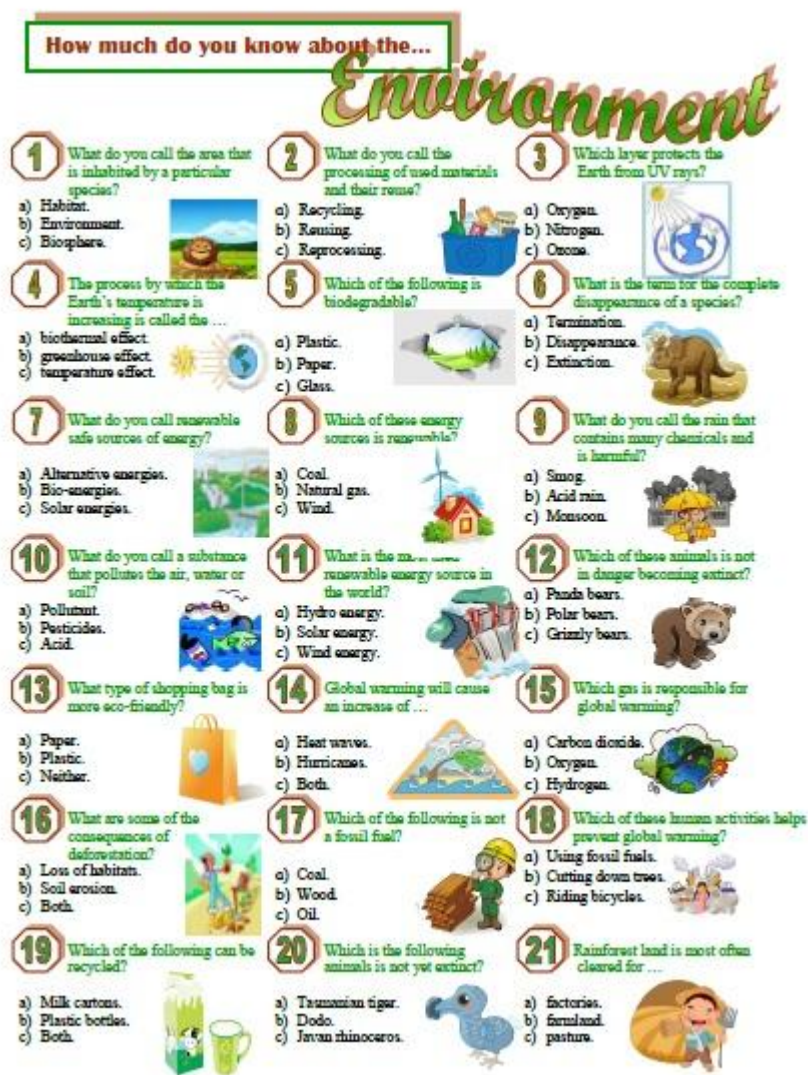 How much do you know about the...
Environment
1
What do you call the area that
is inhabited by a particular
species?
a) Habitat.
b) Environment.
c) Biosphere.
2
What do you call the
processing of used materials
and their reuse?
a) Recycling.
b) Reusing.
c) Reprocessing.
3
Which layer protects the
Earth from UV rays?
a) Oxygen.
b) Nitrogen.
c) Ozone.
4
The process by which the
Earth's temperature is
increasing is called the ...
a) biothermal effect.
b) greenhouse effect.
c) temperature effect.
5
Which of the following is
biodegradable?
a) Plastic.
b) Paper.
c) Glass.
6
What is the term for the complete
disappearance of a species?
a) Termination.
b) Disappearance.
c) Extinction.
7
What do you call renewable
safe sources of energy?
a) Alternative energies.
b) Bio-energies.
c) Solar energies.
8
Which of these energy
sources is renewable?
a) Coal.
b) Natural gas.
c) Wind.
9
What do you call the rain that
contains many chemicals and
is harmful?
a) Smog.
b) Acid rain.
c) Monsoon.
10
What do you call a substance
that pollutes the air, water or
soil?
a) Pollutant.
b) Pesticides.
c) Acid.
11
What is the
renewable energy source in
the world?
a) Hydro energy.
b) Solar energy.
c) Wind energy.
12
Which of these animals is not
in danger becoming extinct?
a) Panda bears.
b) Polar bears.
c) Grizzly bears.
13
What type of shopping bag is
more eco-friendly?
a) Paper.
b) Plastic.
c) Neither.
14
Global warming will cause
an increase of ...
a) Heat waves.
b) Hurricanes.
c) Both.
15
Which gas is responsible for
global warming?
a) Carbon dioxide.
b) Oxygen.
c) Hydrogen.
16
What are some of the
consequences of
deforestation?
a) Loss of habitats.
b) Soil erosion.
c) Both.
17
Which of the following is not
a fossil fuel?
a) Coal.
b) Wood.
c) Oil.
18
Which of these human activities helps
prevent global warming?
a) Using fossil fuels.
b) Cutting down trees.
c) Riding bicycles.
19
Which of the following can be
recycled?
a) Milk cartons.
b) Plastic bottles.
c) Both.
20
Which is the following
animals is not yet extinct?
a) Tasmanian tiger.
b) Dodo.
c) Javan rhinoceros.
21
Rainforest land is most often
cleared for ...
a) factories.
b) farmland.
c) pasture.